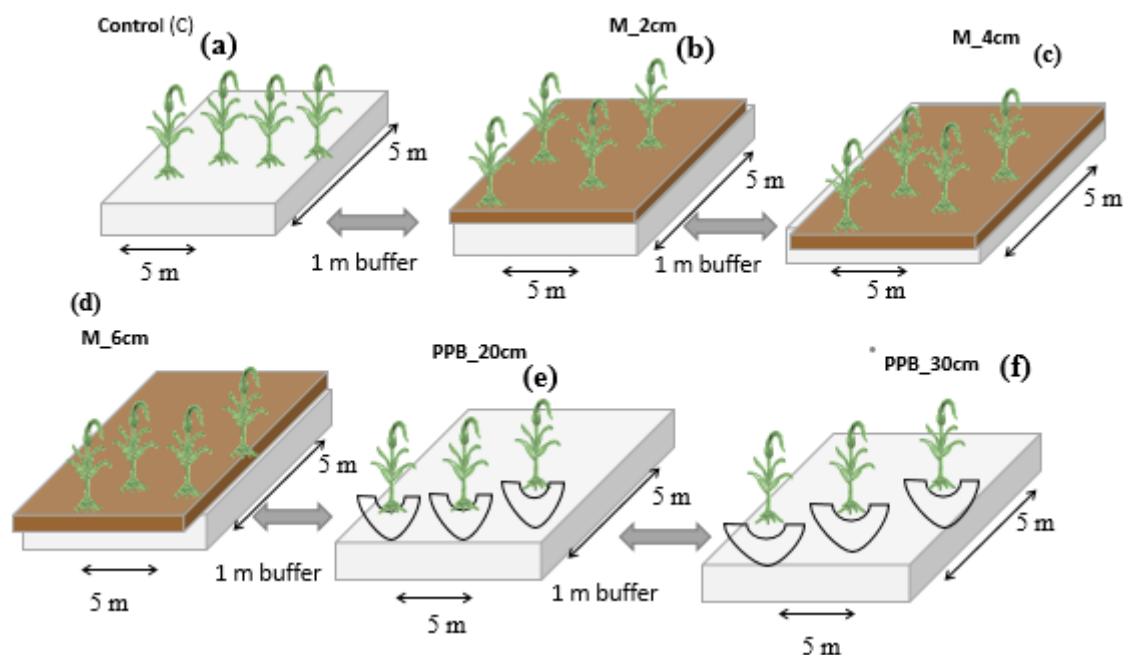 Control (C)
(a)
M_2cm
(b)
M_4cm
(c)
5 m
5 m
5 m
5 m
1 m buffer
5 m
1 m buffer
5 m
(d)
M_6cm
PPB_20cm
(e)
PPB_30cm
(f)
5 m
5 m
5 m
1 m buffer
1 m buffer
5 m
5 m
5 m